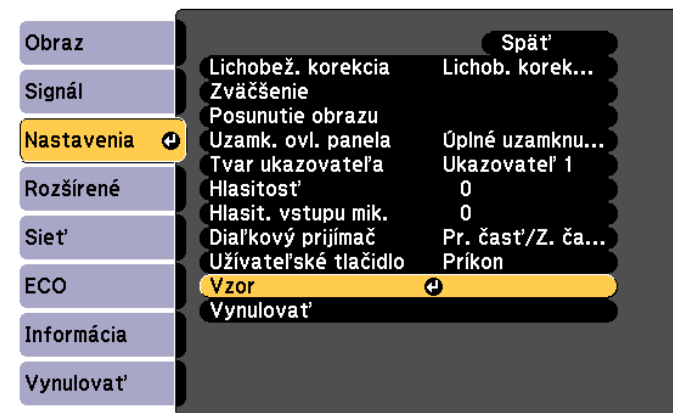 Obraz
Signál
Nastavenia
Rozšírené
Sieť
ECO
Informácia
Vynulovať
Späť
Lichobež. korekcia Lichob. korek...
Zväčšenie
Posunutie obrazu
Uzamk. ovl. panela Úplné uzamknu...
Tvar ukazovateľa Ukazovateľ 1
Hlasitosť 0
Hlasit. vstupu mik. 0
Diaľkový prijímač Pr. časť/Z. ča...
Užívateľské tlačidlo Príkon
Vzor
Vynulovať